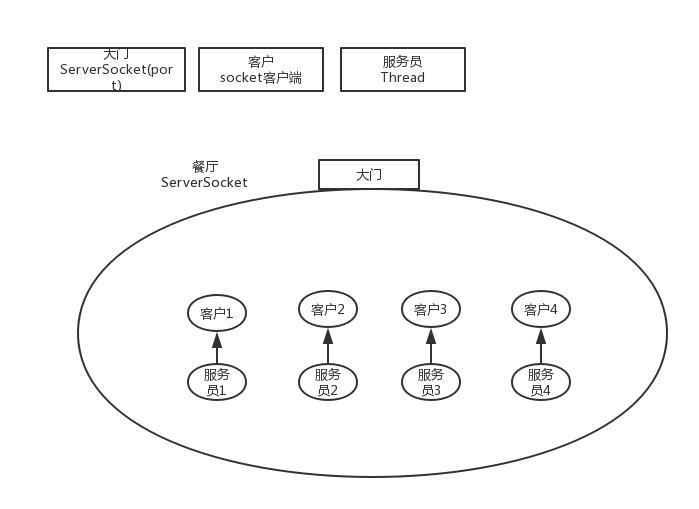 大门
ServerSocket(por
t)
客户
socket客户端
服务员
Thread
餐厅
ServerSocket
大门
客户1
客户2
客户3
客户4
服务
员1
服务
员2
服务
员3
服务
员4